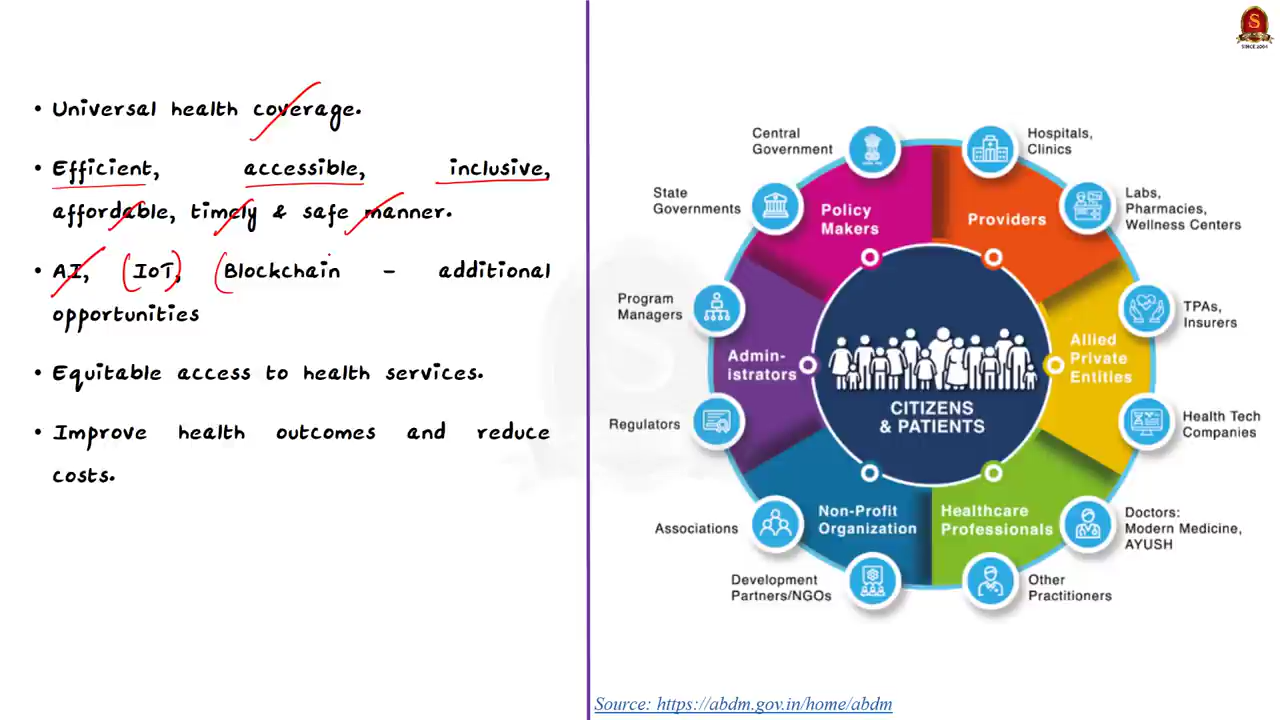 • Universal health coverage.
• Efficient, accessible, inclusive,
affordable, timely & safe manner.
• AI, (IoT), (Blockchain – additional
opportunities
• Equitable access to health services.
• Improve health outcomes and reduce
costs.
S
SINCE 2004
Central
Government
Hospitals,
Clinics
State
Governments
Policy
Makers
Providers
Labs,
Pharmacies,
Wellness Centers
Program
Managers
TPAs,
Insurers
Admin-
istrators
Allied
Private
Entities
CITIZENS
& PATIENTS
Regulators
Health Tech
Companies
Non-Profit
Organization
Healthcare
Professionals
Associations
Doctors:
Modern Medicine,
AYUSH
Development
Partners/NGOs
Other
Practitioners
Source: https://abdm.gov.in/home/abdm